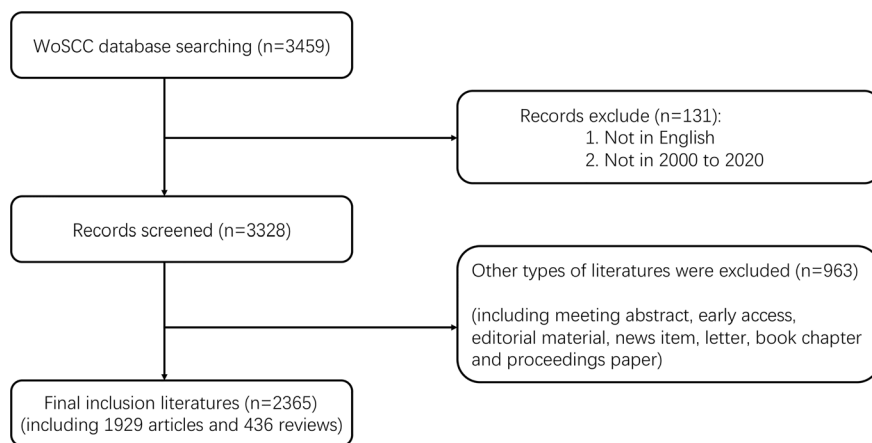 WoSCC database searching (n=3459)
Records exclude (n=131):
1. Not in English
2. Not in 2000 to 2020
Records screened (n=3328)
Other types of literatures were excluded (n=963)
(including meeting abstract, early access,
editorial material, news item, letter, book chapter
and proceedings paper)
Final inclusion literatures (n=2365)
(including 1929 articles and 436 reviews)